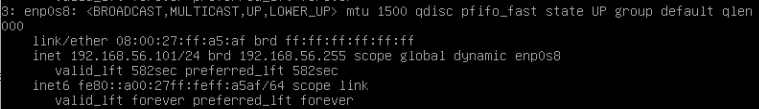 3: enp0s8: <BROADCAST,MULTICAST,UP,LOWER_UP> mtu 1500 qdisc pfifo_fast state UP group default qlen
000
    link/ether 08:00:27:ff:a5:af brd ff:ff:ff:ff:ff:ff
    inet 192.168.56.101/24 brd 192.168.56.255 scope global dynamic enp0s8
       valid_lft 582sec preferred_lft 582sec
    inet6 fe80::a00:27ff:feff:a5af/64 scope link
       valid_lft forever preferred_lft forever